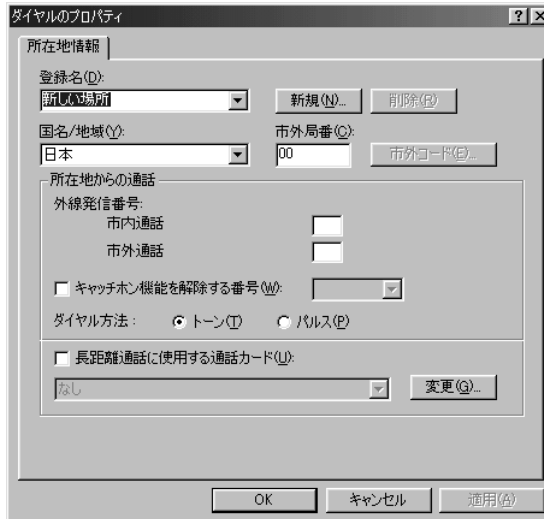 ダイヤルのプロパティ
所在地情報
登録名(D):
新しい場所
新規(N)...
削除(R)
国名/地域(Y):
市外局番(C):
日本
00
市外コード(E)...
所在地からの通話
外線発信番号:
市内通話
市外通話
キャッチホン機能を解除する番号(W):
ダイヤル方法:
トーン(T)
パルス(P)
長距離通話に使用する通話カード(U):
なし
変更(G)...
OK
キャンセル
適用(A)